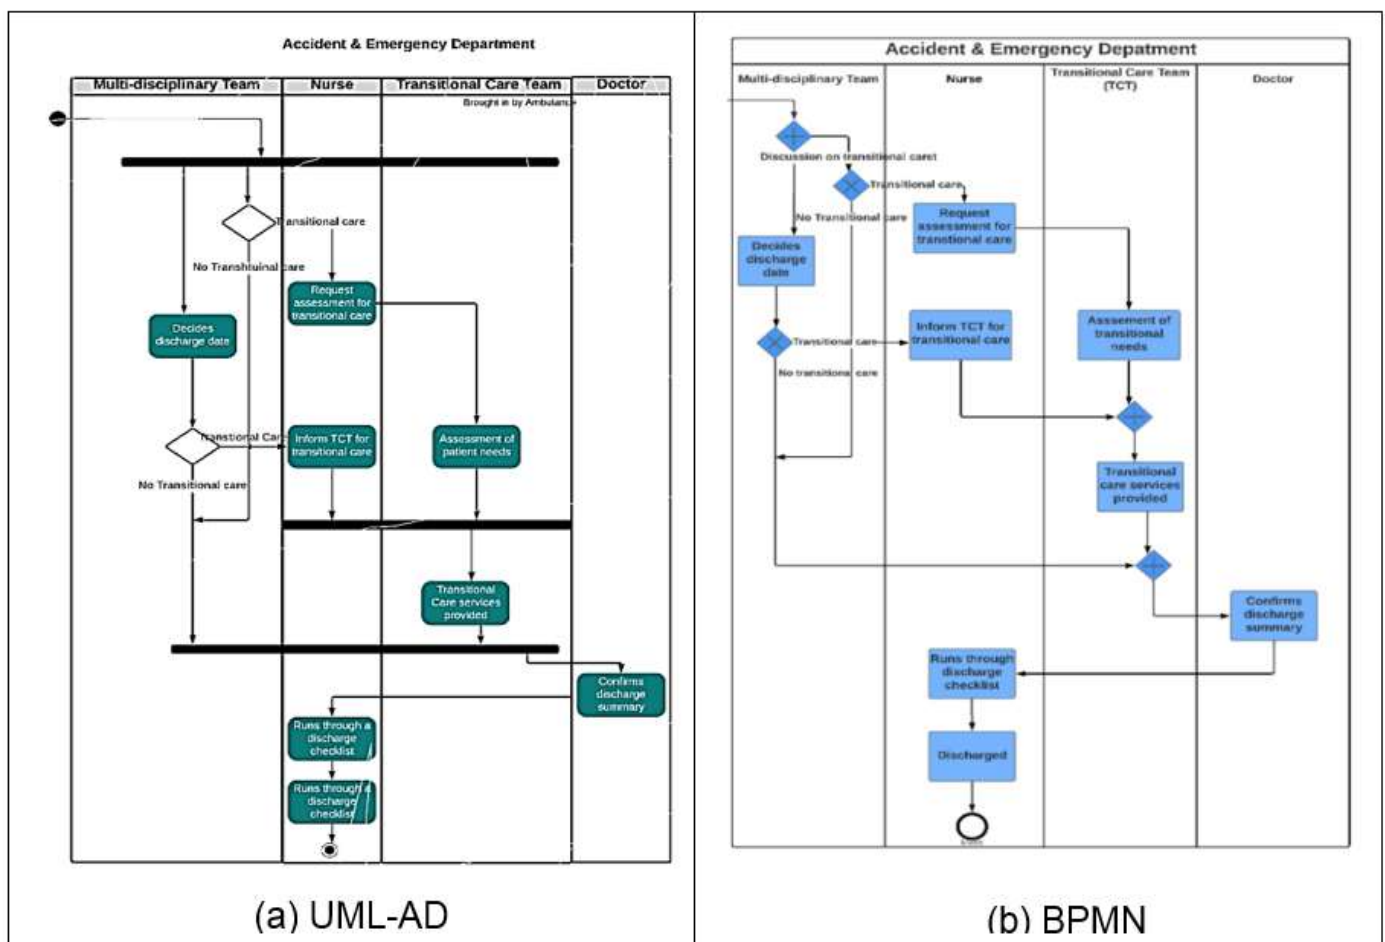 Accident & Emergency Department
Multi-disciplinary Team
Nurse
Transitional Care Team
Doctor
Brought in by Ambulance
Transitional care
No Transhtuinal care
Request
assessment for
transitional care
Decides
discharge date
Transtional Care
Inform TCT for
transitional care
Assessment of
patient needs
No Transitional care
Transitional
Care services
provided
Confirms
discharge
summary
Runs through a
discharge
checklist
Runs through a
discharge
checklist
(a) UML-AD
Accident & Emergency Depatment
Multi-disciplinary Team
Nurse
Transitional Care Team
(TCT)
Doctor
Discussion on transitional caret
Transitional care
No Transitional care
Request
assessment for
transtional care
Decides
discharge
date
Transitional care
Inform TCT for
transitional care
Asssement of
transitional
needs
No transitional care
Transitional
care services
provided
Confirms
discharge
summary
Runs through
discharge
checklist
Discharged
(b) BPMN